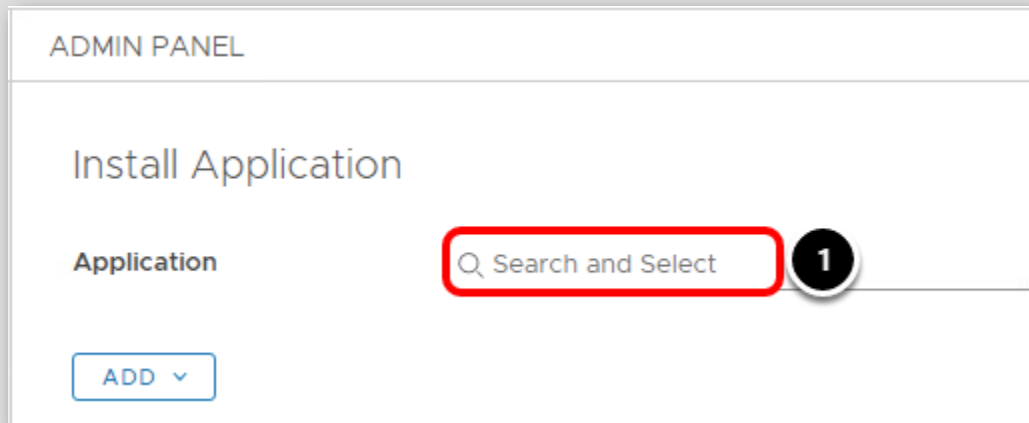 ADMIN PANEL
Install Application
Application
Search and Select
1
ADD